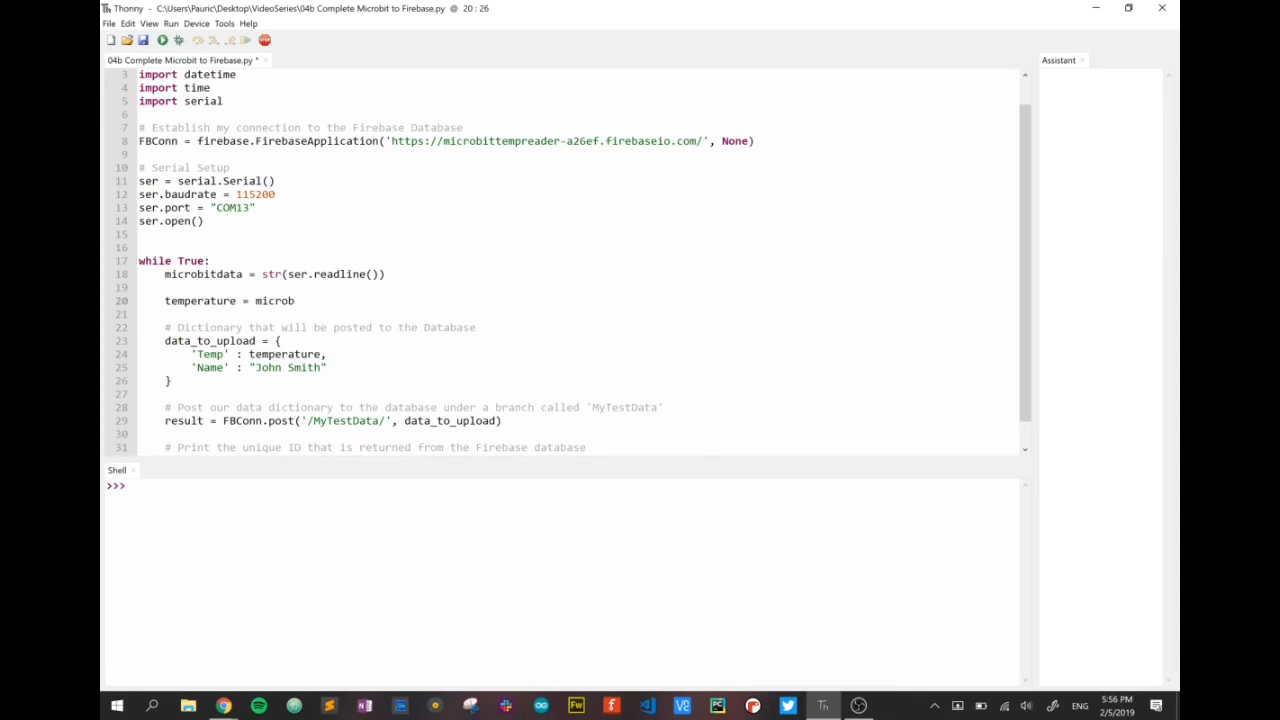 Thonny - C:\Users\Pauric\Desktop\VideoSeries\04b Complete Microbit to Firebase.py @ 20 : 26
File Edit View Run Device Tools Help
04b Complete Microbit to Firebase.py *
Assistant
3 import datetime
4 import time
5 import serial
6
7 # Establish my connection to the Firebase Database
8 FBConn = firebase.FirebaseApplication('https://microbittempreader-a26ef.firebaseio.com/', None)
9
10 # Serial Setup
11 ser = serial.Serial()
12 ser.baudrate = 115200
13 ser.port = "COM13"
14 ser.open()
15
16
17 while True:
18 microbitdata = str(ser.readline())
19
20 temperature = microb
21
22 # Dictionary that will be posted to the Database
23 data_to_upload = {
24 'Temp' : temperature,
25 'Name' : "John Smith"
26 }
27
28 # Post our data dictionary to the database under a branch called 'MyTestData'
29 result = FBConn.post('/MyTestData/', data_to_upload)
30
31 # Print the unique ID that is returned from the Firebase database
Shell
>>>
ENG
5:56 PM
2/5/2019